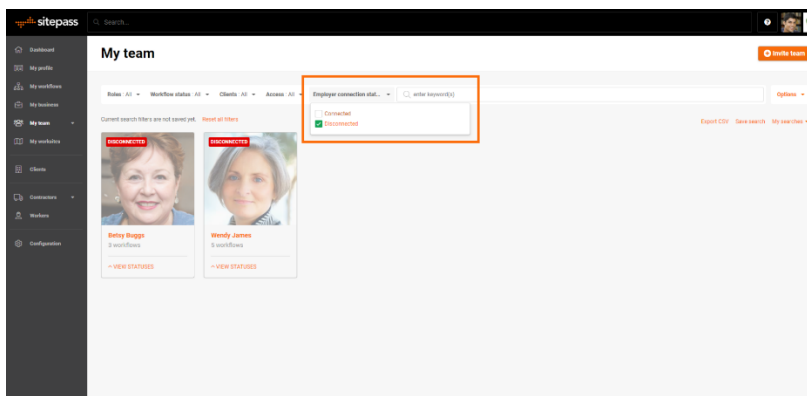 sitepass
Search...
Dashboard
My profile
My workflows
My business
My team
My worksites
Clients
Contractors
Workers
Configuration
My team
Invite team
Roles All Workflow status All Clients All Access All Employer connection stat... enter keyword(s) Options
Connected
Disconnected
Current search filters are not saved yet. Reset all filters
Export CSV Save search My searches
DISCONNECTED DISCONNECTED
Betsy Buggs Wendy James
3 workflows 5 workflows
VIEW STATUSES VIEW STATUSES